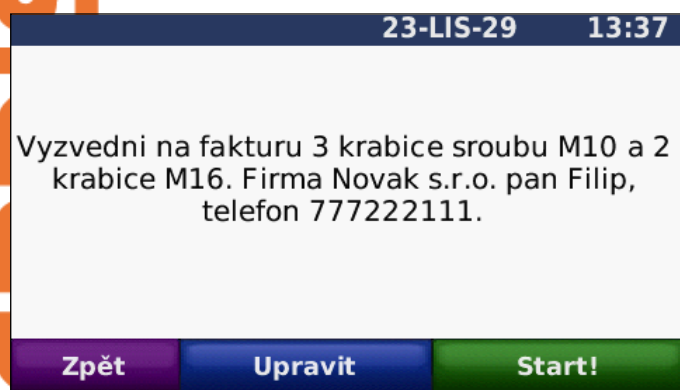 23-LIS-29 13:37
Vyzvedni na fakturu 3 krabice sroubu M10 a 2
krabice M16. Firma Novak s.r.o. pan Filip,
telefon 777222111.
Zpět Upravit Start!